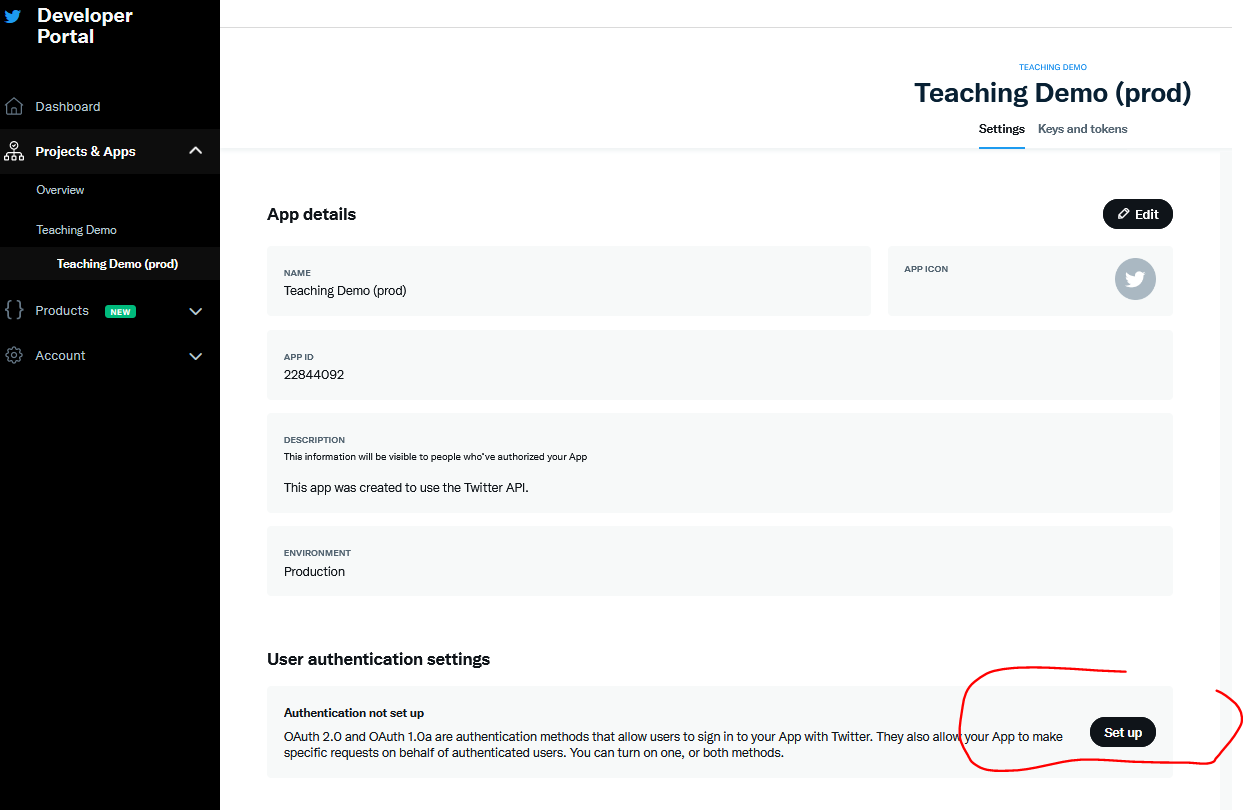 Developer
Portal
Dashboard
Projects & Apps
Overview
Teaching Demo
Teaching Demo (prod)
Products NEW
Account
TEACHING DEMO
Teaching Demo (prod)
Settings Keys and tokens
App details
Edit
NAME
Teaching Demo (prod)
APP ICON
APP ID
22844092
DESCRIPTION
This information will be visible to people who've authorized your App
This app was created to use the Twitter API.
ENVIRONMENT
Production
User authentication settings
Authentication not set up
OAuth 2.0 and OAuth 1.0a are authentication methods that allow users to sign in to your App with Twitter. They also allow your App to make
specific requests on behalf of authenticated users. You can turn on one, or both methods.
Set up